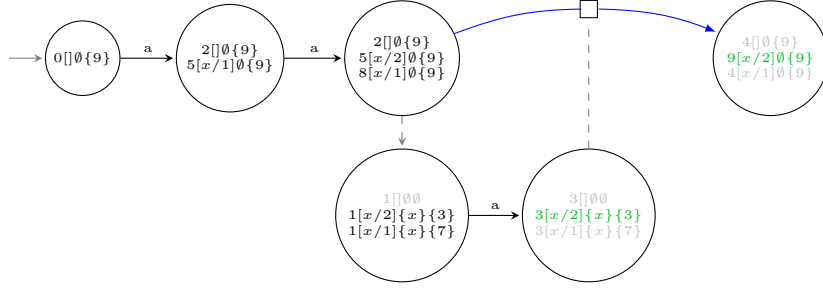 0[]∅{9}
a
2[]∅{9}
5[x/1]∅{9}
a
2[]∅{9}
5[x/2]∅{9}
8[x/1]∅{9}
4[]∅{9}
9[x/2]∅{9}
4[x/1]∅{9}
1[]∅∅
1[x/2]{x}{3}
1[x/1]{x}{7}
a
3[]∅∅
3[x/2]{x}{3}
3[x/1]{x}{7}